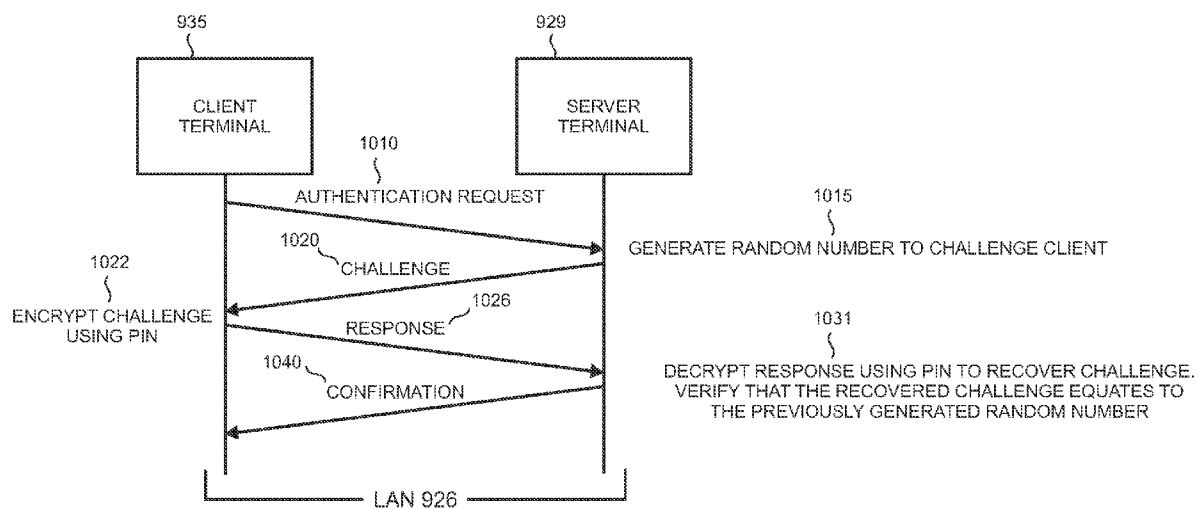 935
929
CLIENT
TERMINAL
SERVER
TERMINAL
1010
AUTHENTICATION REQUEST
1015
GENERATE RANDOM NUMBER TO CHALLENGE CLIENT
1020
CHALLENGE
1022
ENCRYPT CHALLENGE
USING PIN
1026
RESPONSE
1031
DECRYPT RESPONSE USING PIN TO RECOVER CHALLENGE.
VERIFY THAT THE RECOVERED CHALLENGE EQUATES TO
THE PREVIOUSLY GENERATED RANDOM NUMBER
1040
CONFIRMATION
LAN 926